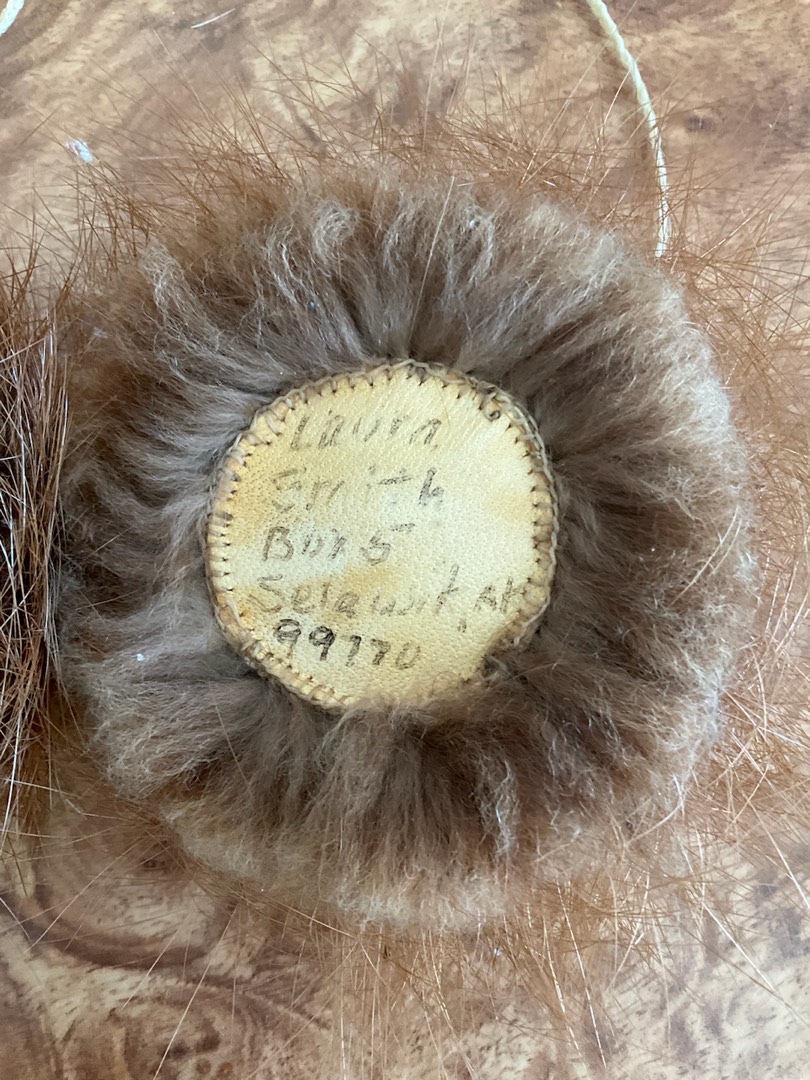 Laura
Smith
Box 5
Selawik, AK
99770